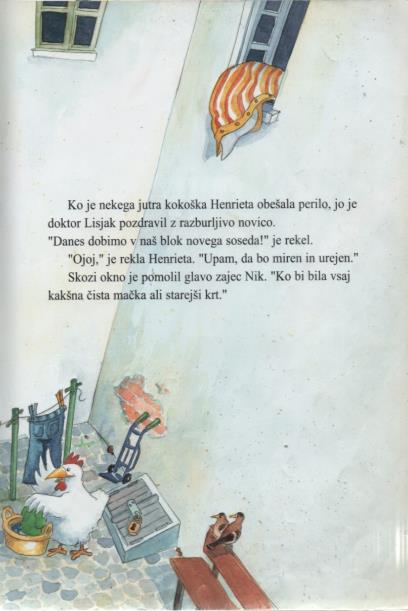 Ko je nekega jutra kokoška Henrieta obešala perilo, jo je
doktor Lisjak pozdravil z razburljivo novico.
"Danes dobimo v naš blok novega soseda!" je rekel.
"Ojoj," je rekla Henrieta. "Upam, da bo miren in urejen."
Skozi okno je pomolil glavo zajec Nik. "Ko bi bila vsaj
kakšna čista mačka ali starejši krt."